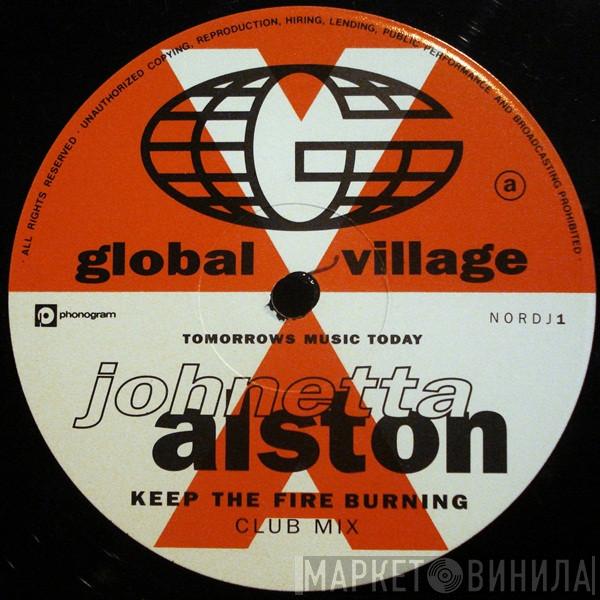 · ALL RIGHTS RESERVED · UNAUTHORIZED COPYING, REPRODUCTION, HIRING, LENDING, PUBLIC PERFORMANCE AND BROADCASTING PROHIBITED ·
G
a
global village
phonogram
NORDJ1
TOMORROWS MUSIC TODAY
johnetta
alston
KEEP THE FIRE BURNING
CLUB MIX
МАРКЕТ ВИНИЛА